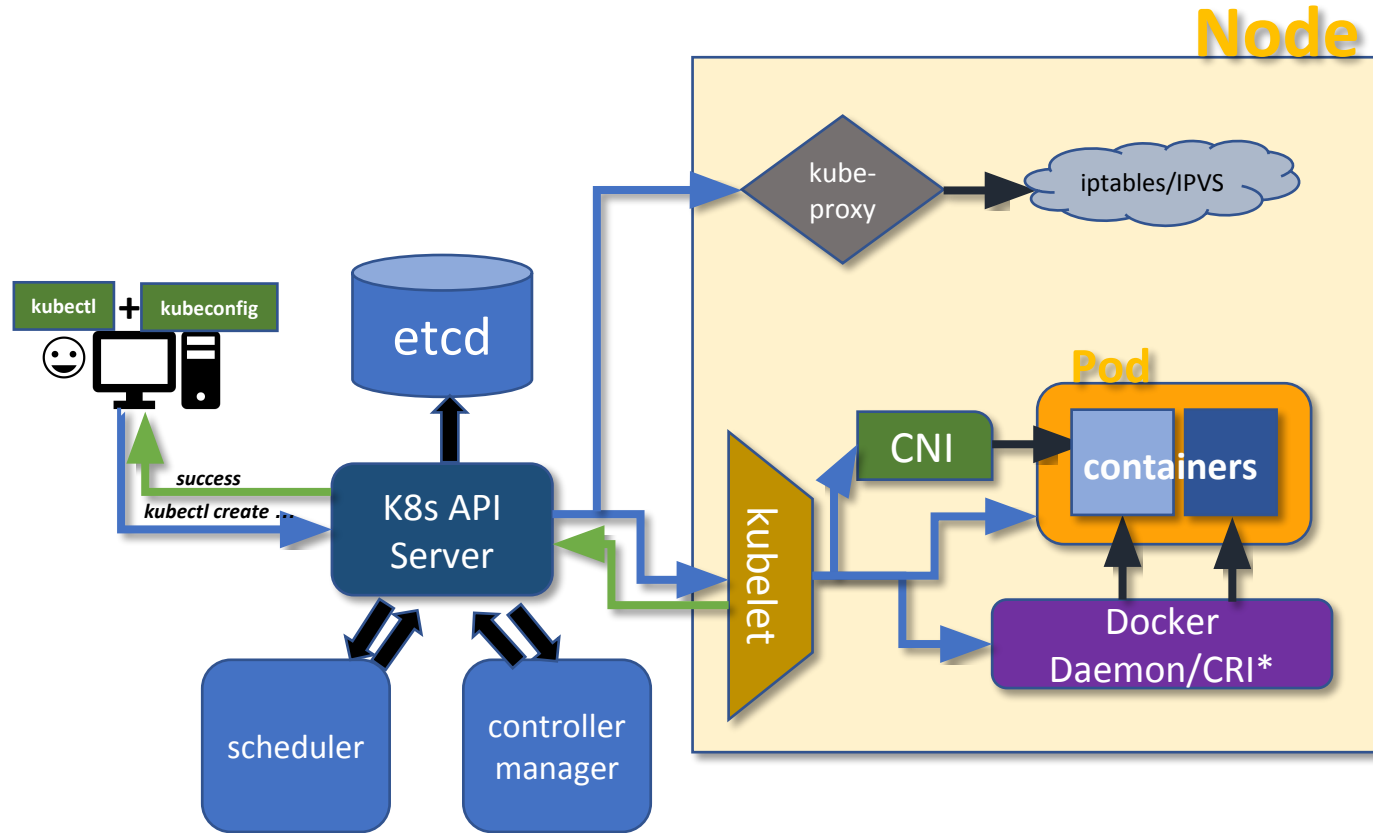 Node
kube-
proxy
iptables/IPVS
kubectl
+
kubeconfig
etcd
success
kubectl create ...
K8s API
Server
scheduler
controller
manager
kubelet
CNI
Pod
containers
Docker
Daemon/CRI*